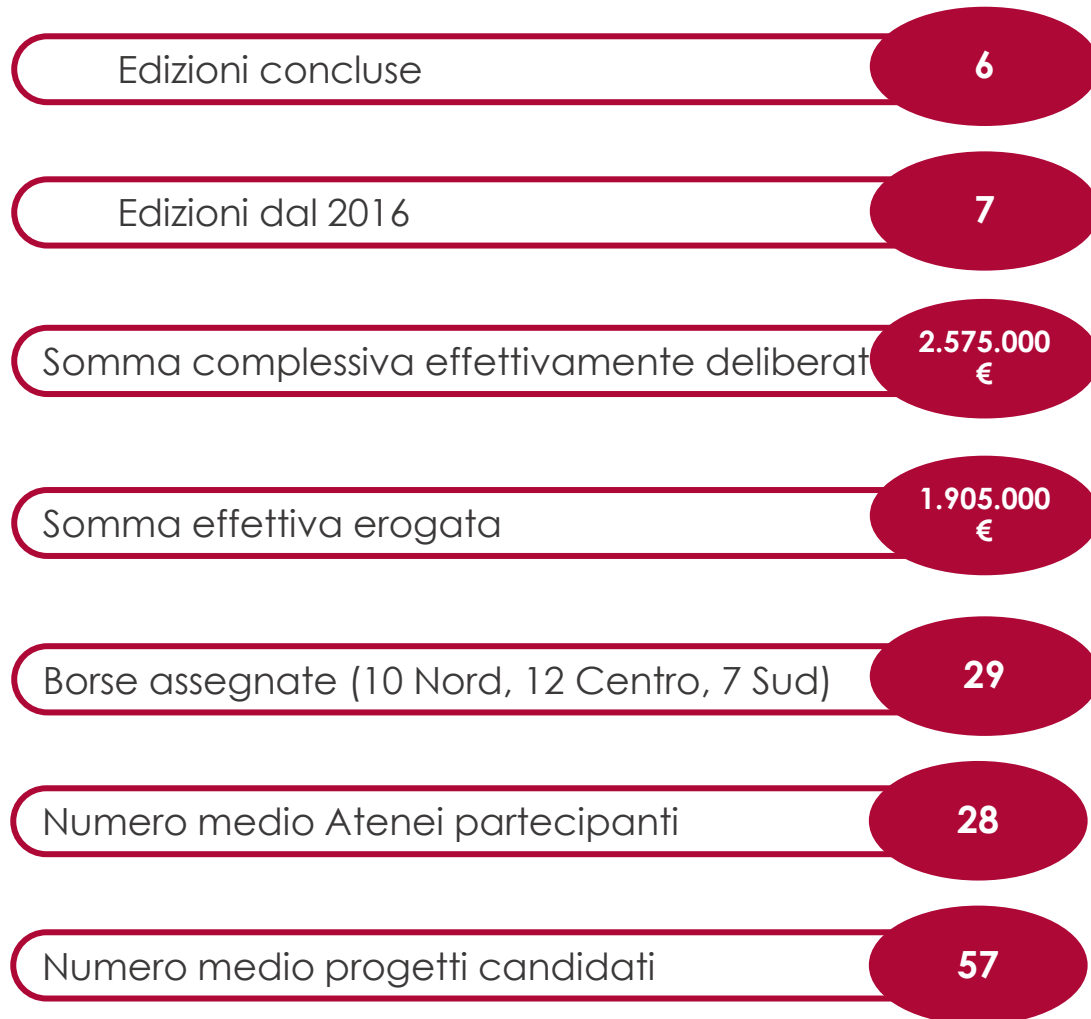 Edizioni concluse
6
Edizioni dal 2016
7
Somma complessiva effettivamente deliberat
2.575.000
€
Somma effettiva erogata
1.905.000
€
Borse assegnate (10 Nord, 12 Centro, 7 Sud)
29
Numero medio Atenei partecipanti
28
Numero medio progetti candidati
57